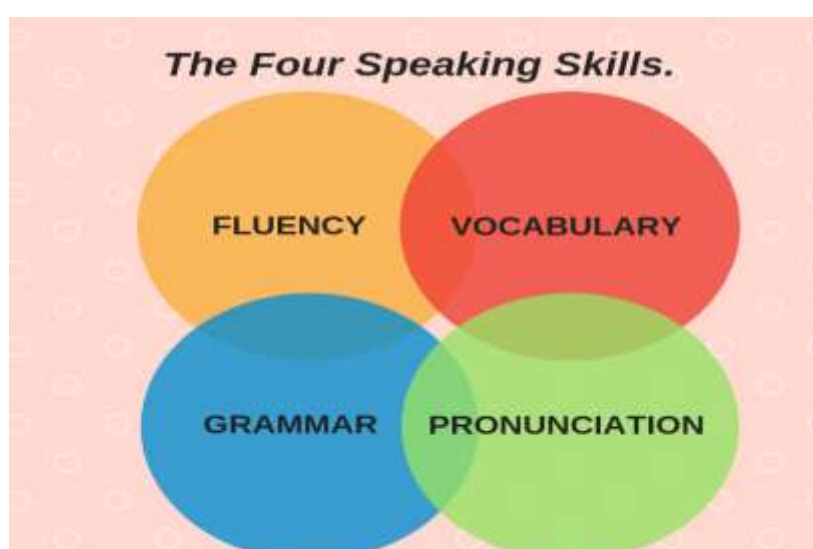 The Four Speaking Skills.
FLUENCY
VOCABULARY
GRAMMAR
PRONUNCIATION